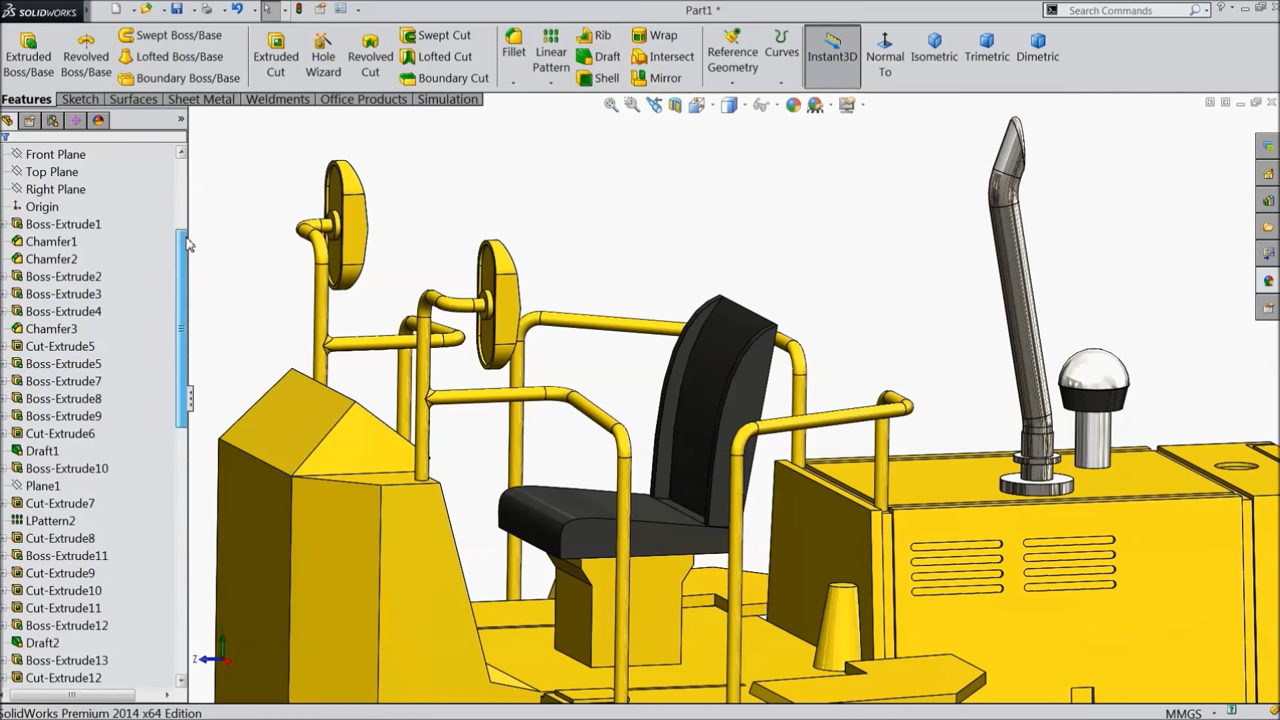 SOLIDWORKS
Part1 *
Search Commands
Extruded Boss/Base
Revolved Boss/Base
Swept Boss/Base
Lofted Boss/Base
Boundary Boss/Base
Extruded Cut
Hole Wizard
Revolved Cut
Swept Cut
Lofted Cut
Boundary Cut
Fillet
Linear Pattern
Rib
Draft
Shell
Wrap
Intersect
Mirror
Reference Geometry
Curves
Instant3D
Normal To
Isometric
Trimetric
Dimetric
Features Sketch Surfaces Sheet Metal Weldments Office Products Simulation
Front Plane
Top Plane
Right Plane
Origin
Boss-Extrude1
Chamfer1
Chamfer2
Boss-Extrude2
Boss-Extrude3
Boss-Extrude4
Chamfer3
Cut-Extrude5
Boss-Extrude5
Boss-Extrude7
Boss-Extrude8
Boss-Extrude9
Cut-Extrude6
Draft1
Boss-Extrude10
Plane1
Cut-Extrude7
LPattern2
Cut-Extrude8
Boss-Extrude11
Cut-Extrude9
Cut-Extrude10
Cut-Extrude11
Boss-Extrude12
Draft2
Boss-Extrude13
Cut-Extrude12
Z
SolidWorks Premium 2014 x64 Edition
MMGS